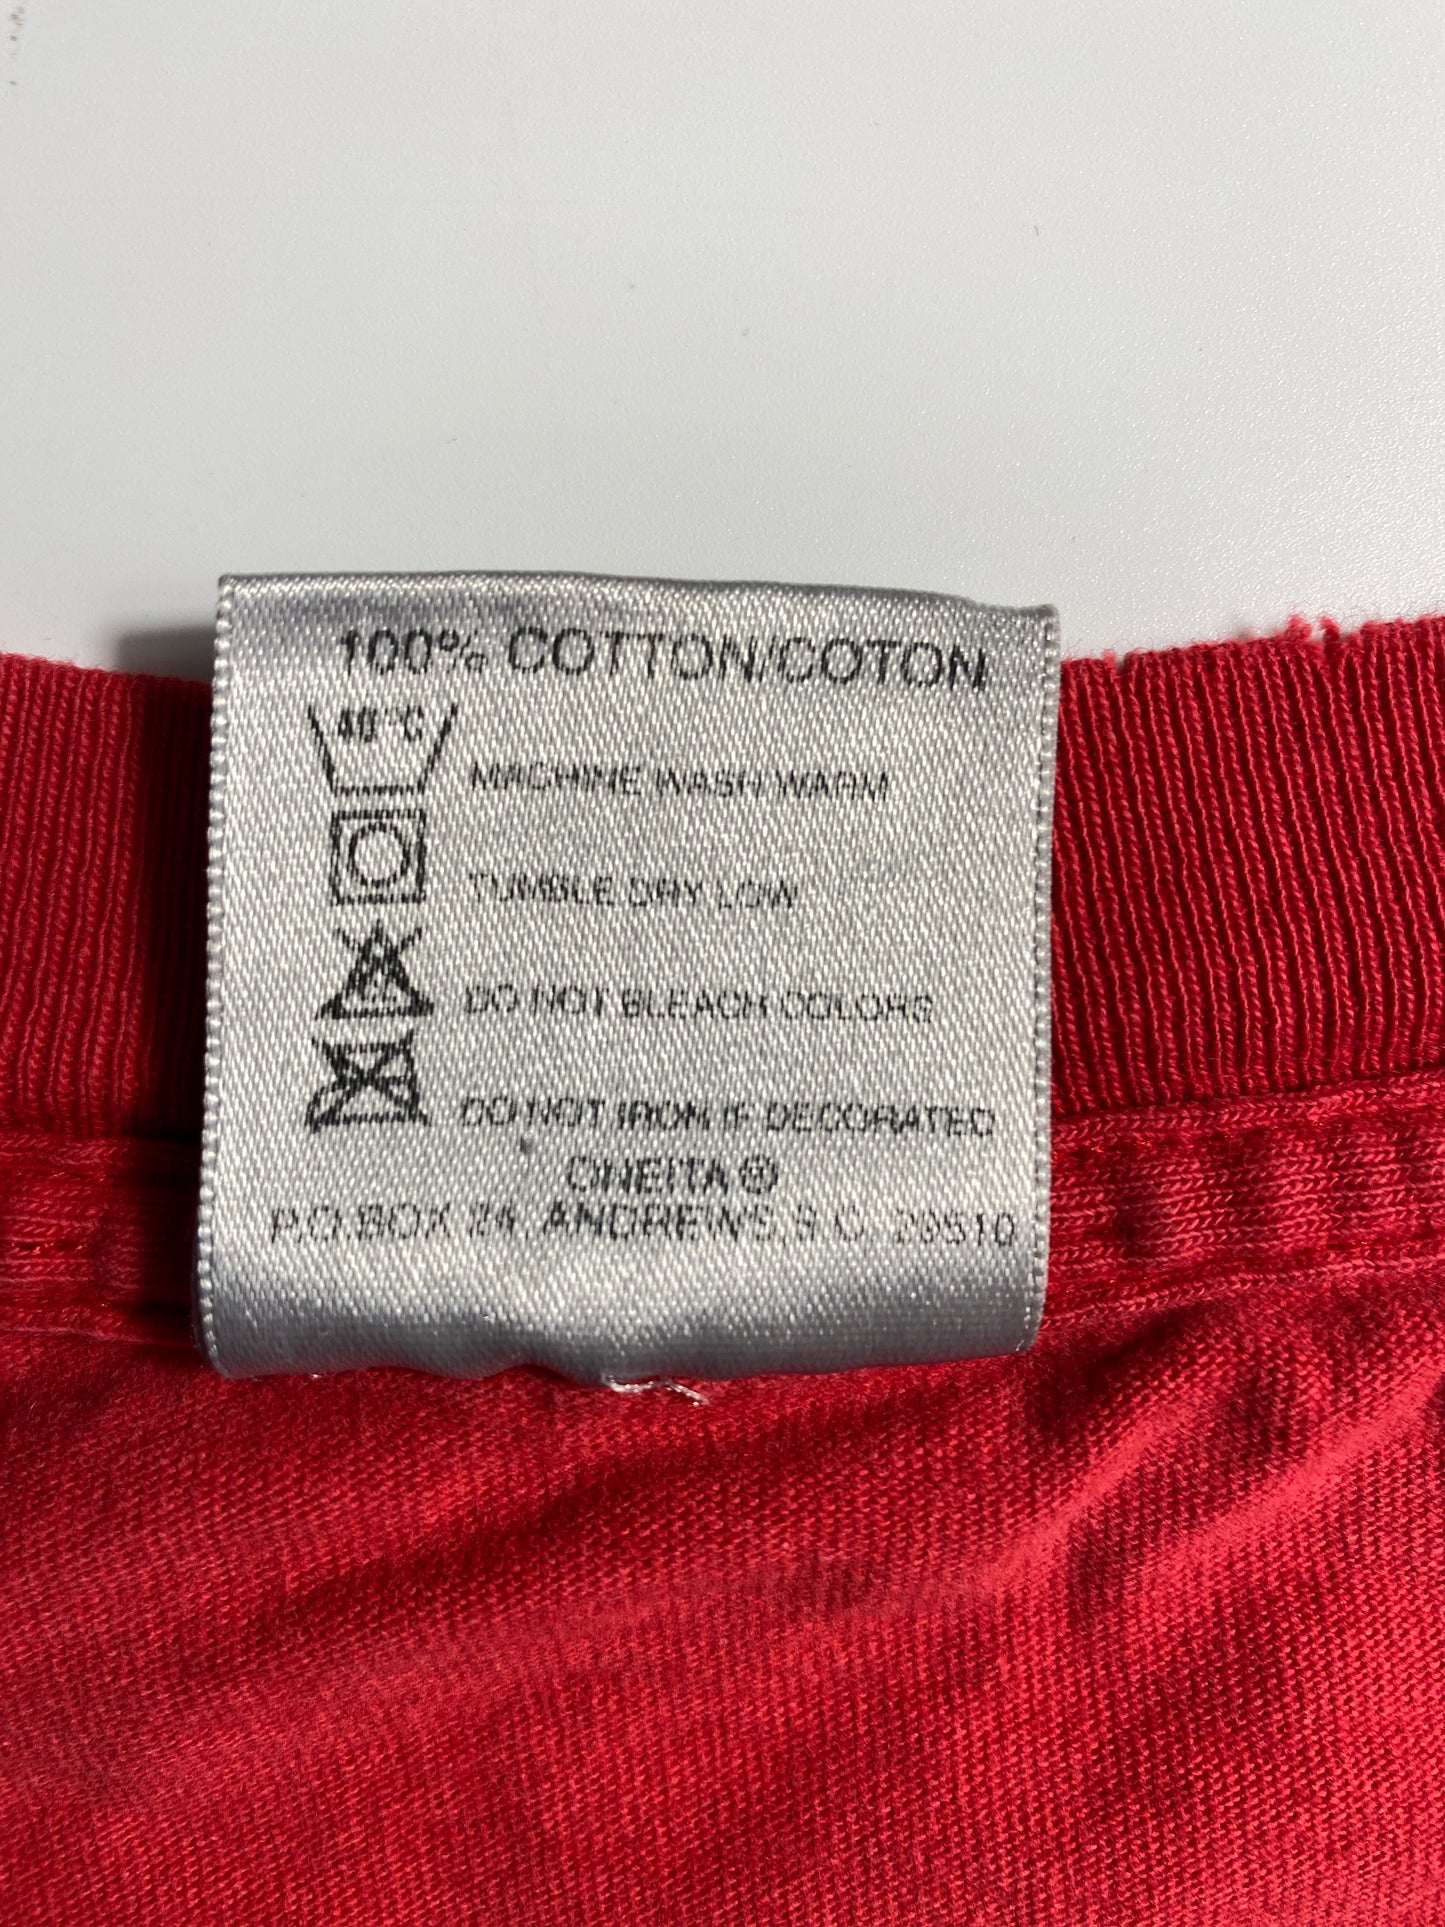 100% COTTON/COTON
40°C
MACHINE WASH WARM
TUMBLE DRY LOW
DO NOT BLEACH COLORS
DO NOT IRON IF DECORATED
ONEITA ®
P.O. BOX 24, ANDREWS, S.C. 29510